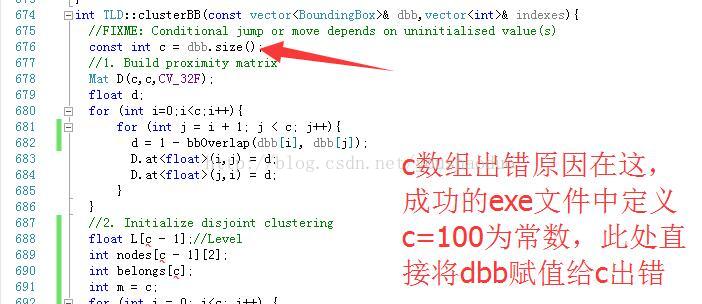 674 int TLD::clusterBB(const vector<BoundingBox>& dbb,vector<int>& indexes){
675 //FIXME: Conditional jump or move depends on uninitialised value(s)
676 const int c = dbb.size();
677 //1. Build proximity matrix
678 Mat D(c,c,CV_32F);
679 float d;
680 for (int i=0;i<c;i++){
681 for (int j = i + 1; j < c; j++){
682 d = 1 - bbOverlap(dbb[i], dbb[j]);
683 D.at<float>(i,j) = d;
684 D.at<float>(j,i) = d;
685 }
686 }
687 //2. Initialize disjoint clustering
688 float L[c - 1];//Level
689 int nodes[c - 1][2];
690 int belongs[c];
691 int m = c;
692 for (int i = 0; i<c; i++){
http://blog.csdn.net/
c数组出错原因在这，
成功的exe文件中定义
c=100为常数，此处直
接将dbb赋值给c出错